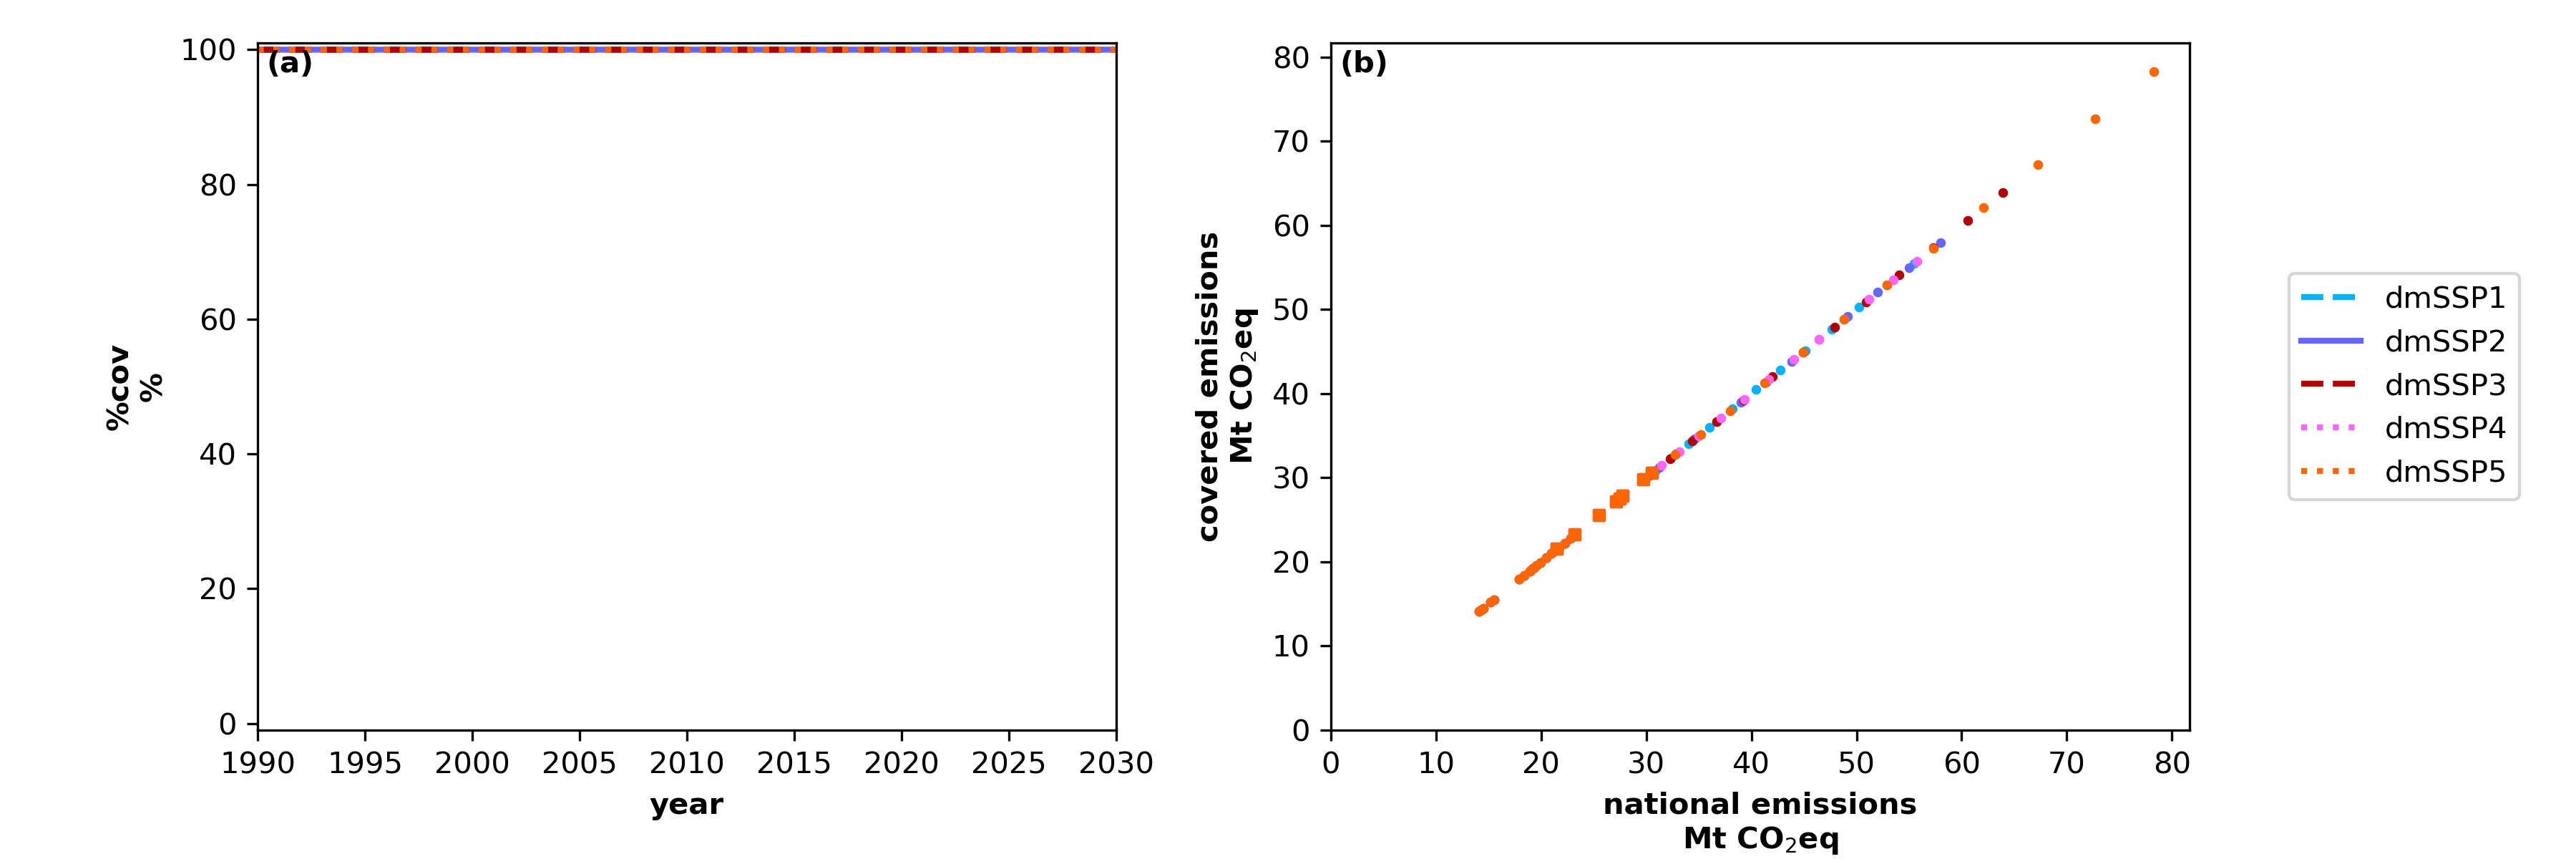 (a)
100
80
60
40
20
0
%cov
%
1990 1995 2000 2005 2010 2015 2020 2025 2030
year
(b)
80
70
60
50
40
30
20
10
0
covered emissions
Mt CO₂eq
0 10 20 30 40 50 60 70 80
national emissions
Mt CO₂eq
dmSSP1
dmSSP2
dmSSP3
dmSSP4
dmSSP5